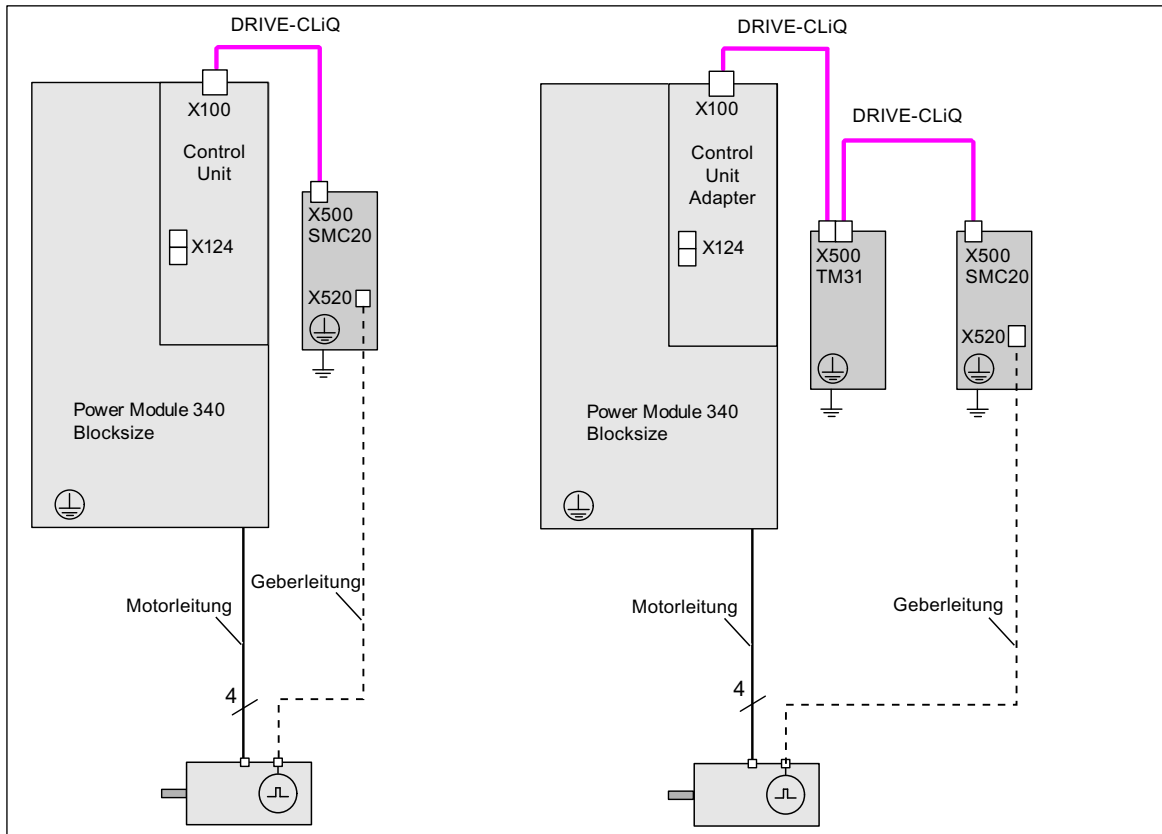 DRIVE-CLiQ
X100
Control
Unit
X124
X500
SMC20
X520
Power Module 340
Blocksize
Geberleitung
Motorleitung
4
DRIVE-CLiQ
DRIVE-CLiQ
X100
Control
Unit
Adapter
X124
X500
TM31
X500
SMC20
X520
Power Module 340
Blocksize
Motorleitung
Geberleitung
4